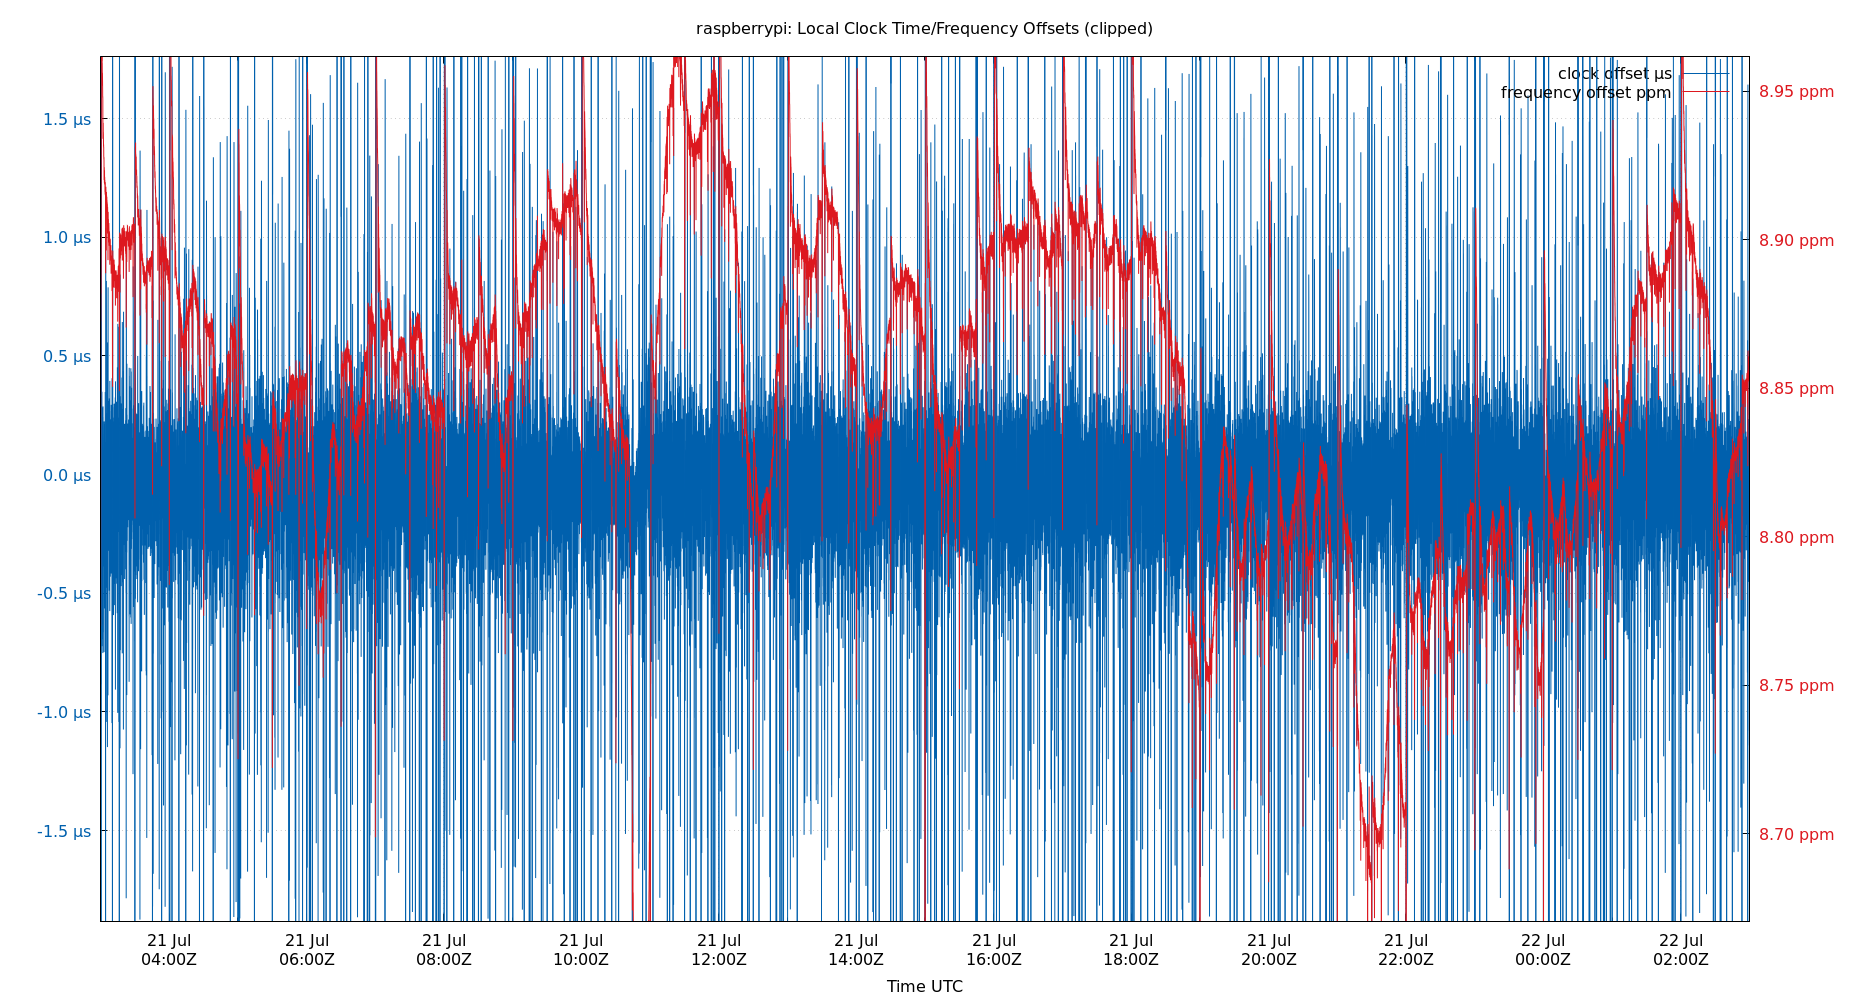 raspberrypi: Local Clock Time/Frequency Offsets (clipped)
clock offset µs
frequency offset ppm
1.5 µs
1.0 µs
0.5 µs
0.0 µs
-0.5 µs
-1.0 µs
-1.5 µs
8.95 ppm
8.90 ppm
8.85 ppm
8.80 ppm
8.75 ppm
8.70 ppm
21 Jul 21 Jul 21 Jul 21 Jul 21 Jul 21 Jul 21 Jul 21 Jul 21 Jul 21 Jul 22 Jul 22 Jul
04:00Z 06:00Z 08:00Z 10:00Z 12:00Z 14:00Z 16:00Z 18:00Z 20:00Z 22:00Z 00:00Z 02:00Z
Time UTC